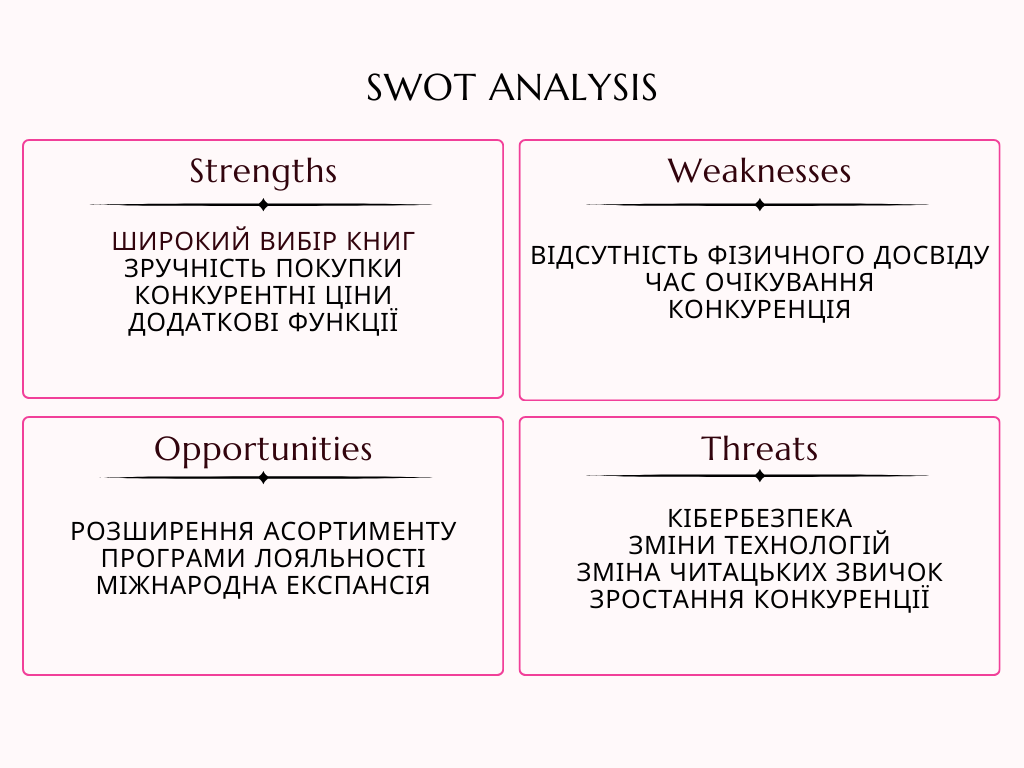 SWOT ANALYSIS
Strengths
ШИРОКИЙ ВИБІР КНИГ
ЗРУЧНІСТЬ ПОКУПКИ
КОНКУРЕНТНІ ЦІНИ
ДОДАТКОВІ ФУНКЦІЇ
Weaknesses
ВІДСУТНІСТЬ ФІЗИЧНОГО ДОСВІДУ
ЧАС ОЧІКУВАННЯ
КОНКУРЕНЦІЯ
Opportunities
РОЗШИРЕННЯ АСОРТИМЕНТУ
ПРОГРАМИ ЛОЯЛЬНОСТІ
МІЖНАРОДНА ЕКСПАНСІЯ
Threats
КІБЕРБЕЗПЕКА
ЗМІНИ ТЕХНОЛОГІЙ
ЗМІНА ЧИТАЦЬКИХ ЗВИЧОК
ЗРОСТАННЯ КОНКУРЕНЦІЇ